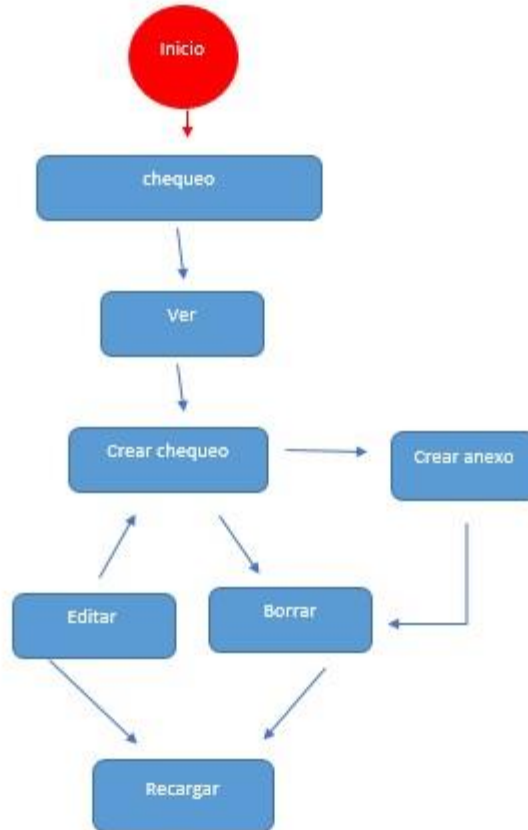 Inicio
chequeo
Ver
Crear chequeo
Crear anexo
Editar
Borrar
Recargar